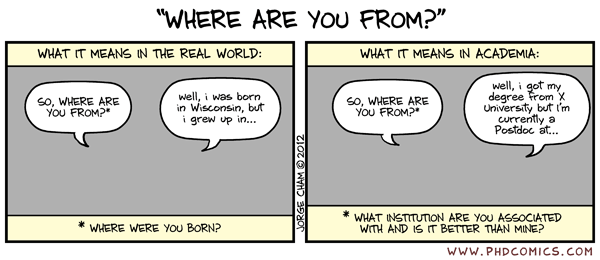 "WHERE ARE YOU FROM?"
WHAT IT MEANS IN THE REAL WORLD:
SO, WHERE ARE
YOU FROM?*
well, i was born
in Wisconsin, but
i grew up in...
* WHERE WERE YOU BORN?
JORGE CHAM © 2012
WHAT IT MEANS IN ACADEMIA:
SO, WHERE ARE
YOU FROM?*
well, i got my
degree from X
University but i'm
currently a
Postdoc at...
* WHAT INSTITUTION ARE YOU ASSOCIATED
WITH AND IS IT BETTER THAN MINE?
WWW.PHDCOMICS.COM